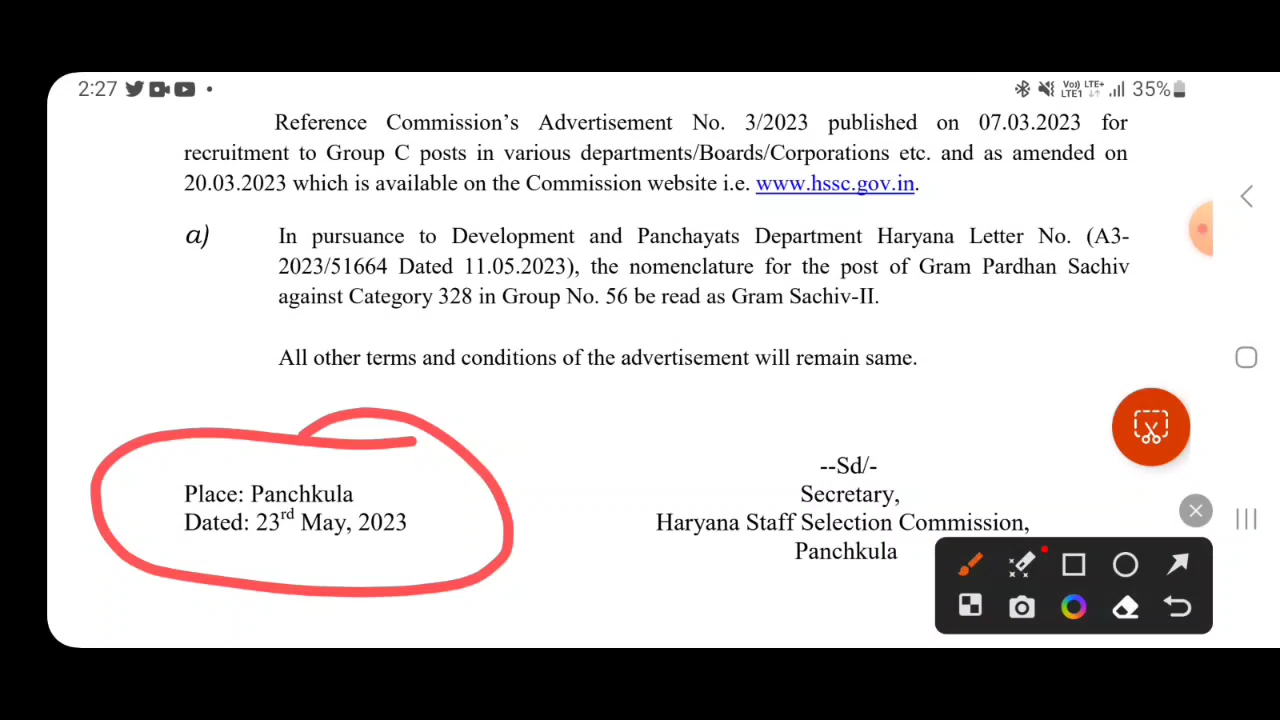 2:27 35%
Vo)) LTE+
LTE1
Reference Commission's Advertisement No. 3/2023 published on 07.03.2023 for
recruitment to Group C posts in various departments/Boards/Corporations etc. and as amended on
20.03.2023 which is available on the Commission website i.e. www.hssc.gov.in.
a) In pursuance to Development and Panchayats Department Haryana Letter No. (A3-
2023/51664 Dated 11.05.2023), the nomenclature for the post of Gram Pardhan Sachiv
against Category 328 in Group No. 56 be read as Gram Sachiv-II.
All other terms and conditions of the advertisement will remain same.
--Sd/-
Place: Panchkula Secretary,
Dated: 23rd May, 2023 Haryana Staff Selection Commission,
Panchkula